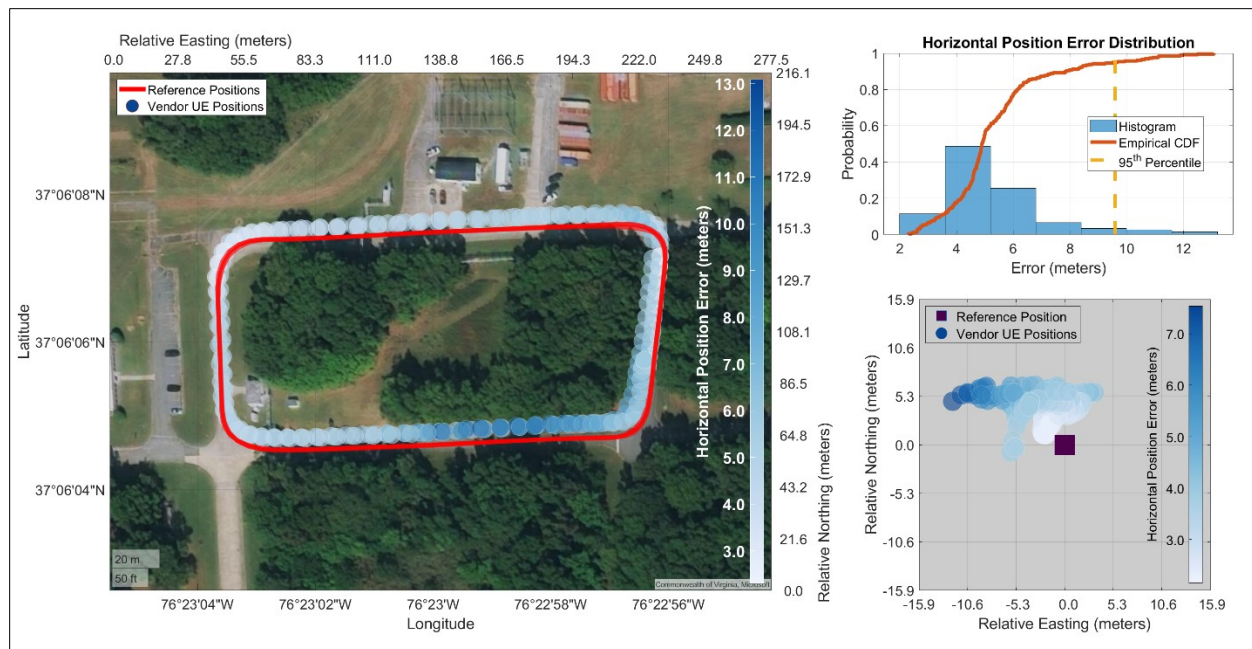 Relative Easting (meters)
0.0 27.8 55.5 83.3 111.0 138.8 166.5 194.3 222.0 249.8 277.5
Reference Positions
Vendor UE Positions
13.0
12.0
11.0
10.0
9.0
8.0
7.0
6.0
5.0
4.0
3.0
Horizontal Position Error (meters)
216.1
194.5
172.9
151.3
129.7
108.1
86.5
64.8
43.2
21.6
0.0
Relative Northing (meters)
37°06'08"N
37°06'06"N
37°06'04"N
Latitude
20 m
50 ft
Commonwealth of Virginia, Microsoft
76°23'04"W 76°23'02"W 76°23'W 76°22'58"W 76°22'56"W
Longitude
Horizontal Position Error Distribution
1
0.8
0.6
0.4
0.2
0
Probability
Histogram
Empirical CDF
95th Percentile
2 4 6 8 10 12
Error (meters)
15.9
10.6
5.3
0.0
-5.3
-10.6
-15.9
Relative Northing (meters)
Reference Position
Vendor UE Positions
7.0
6.0
5.0
4.0
3.0
Horizontal Position Error (meters)
-15.9 -10.6 -5.3 0.0 5.3 10.6 15.9
Relative Easting (meters)